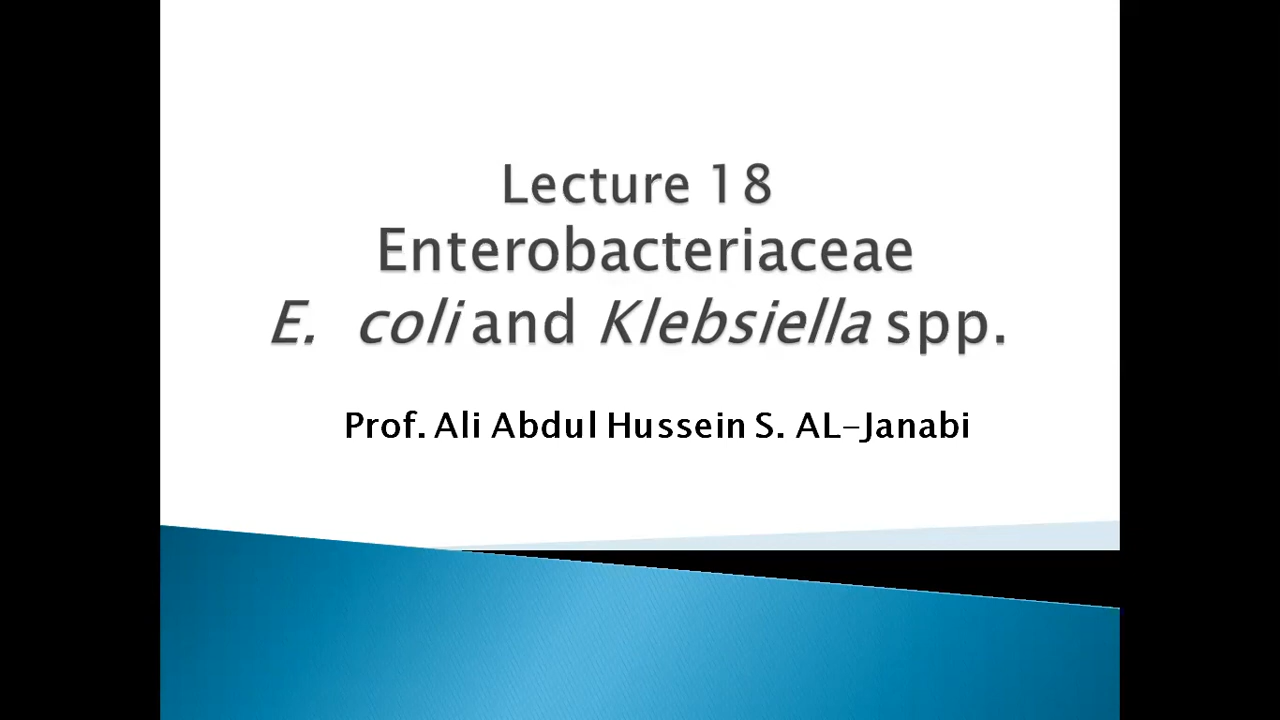 Lecture 18
Enterobacteriaceae
E. coli and Klebsiella spp.
Prof. Ali Abdul Hussein S. AL-Janabi